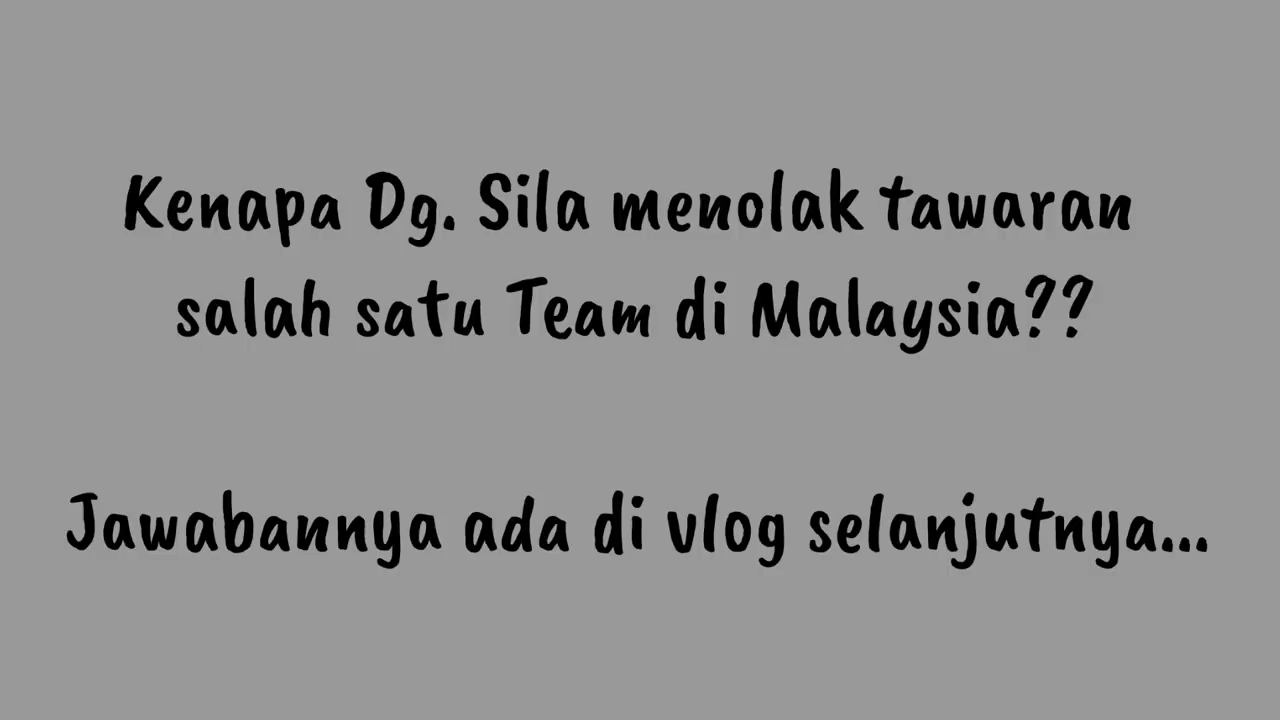 Kenapa Dg. Sila menolak tawaran
salah satu Team di Malaysia??
Jawabannya ada di vlog selanjutnya...